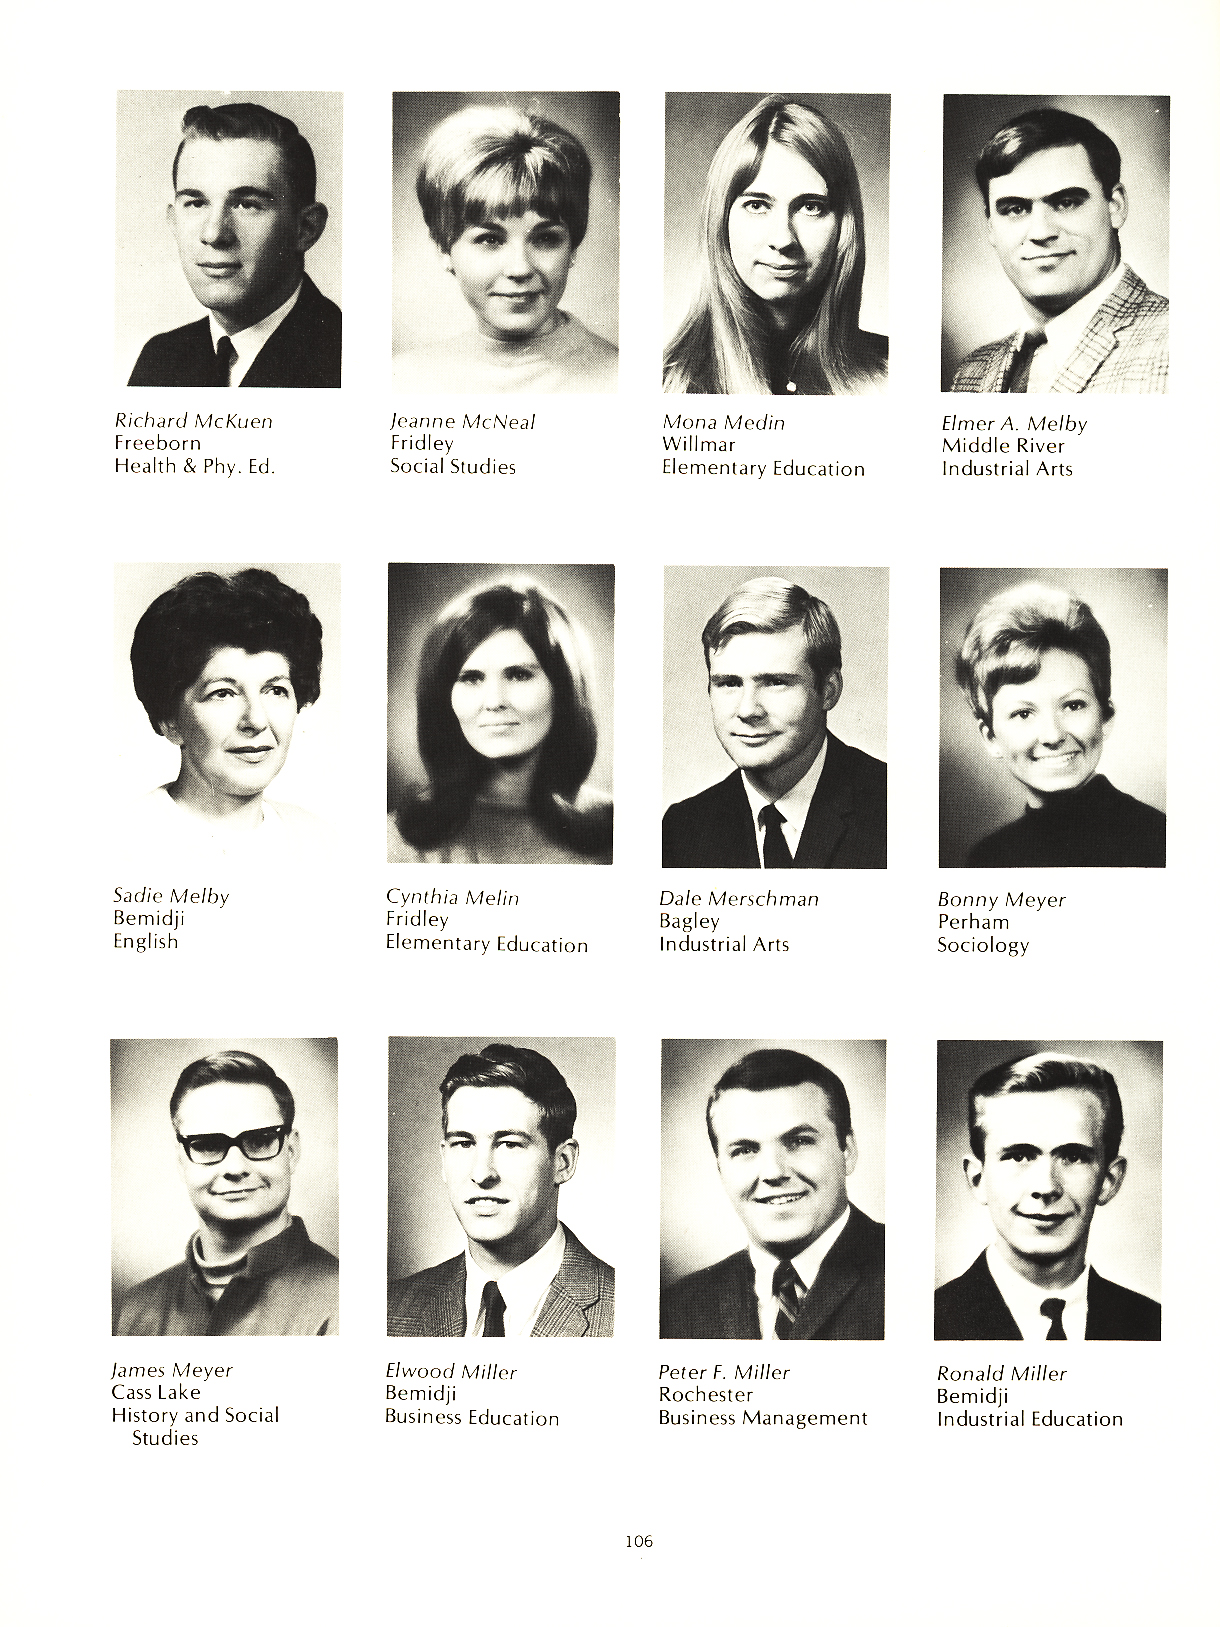 Richard McKuen
Freeborn
Health & Phy. Ed.
Jeanne McNeal
Fridley
Social Studies
Mona Medin
Willmar
Elementary Education
Elmer A. Melby
Middle River
Industrial Arts
Sadie Melby
Bemidji
English
Cynthia Melin
Fridley
Elementary Education
Dale Merschman
Bagley
Industrial Arts
Bonny Meyer
Perham
Sociology
James Meyer
Cass Lake
History and Social
Studies
Elwood Miller
Bemidji
Business Education
Peter F. Miller
Rochester
Business Management
Ronald Miller
Bemidji
Industrial Education
106